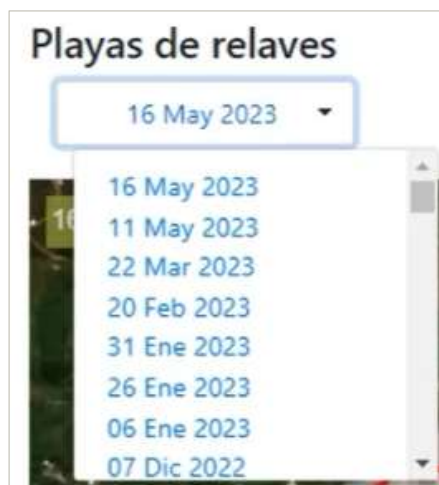 Playas de relaves
16 May 2023
16 May 2023
11 May 2023
22 Mar 2023
20 Feb 2023
31 Ene 2023
26 Ene 2023
06 Ene 2023
07 Dic 2022